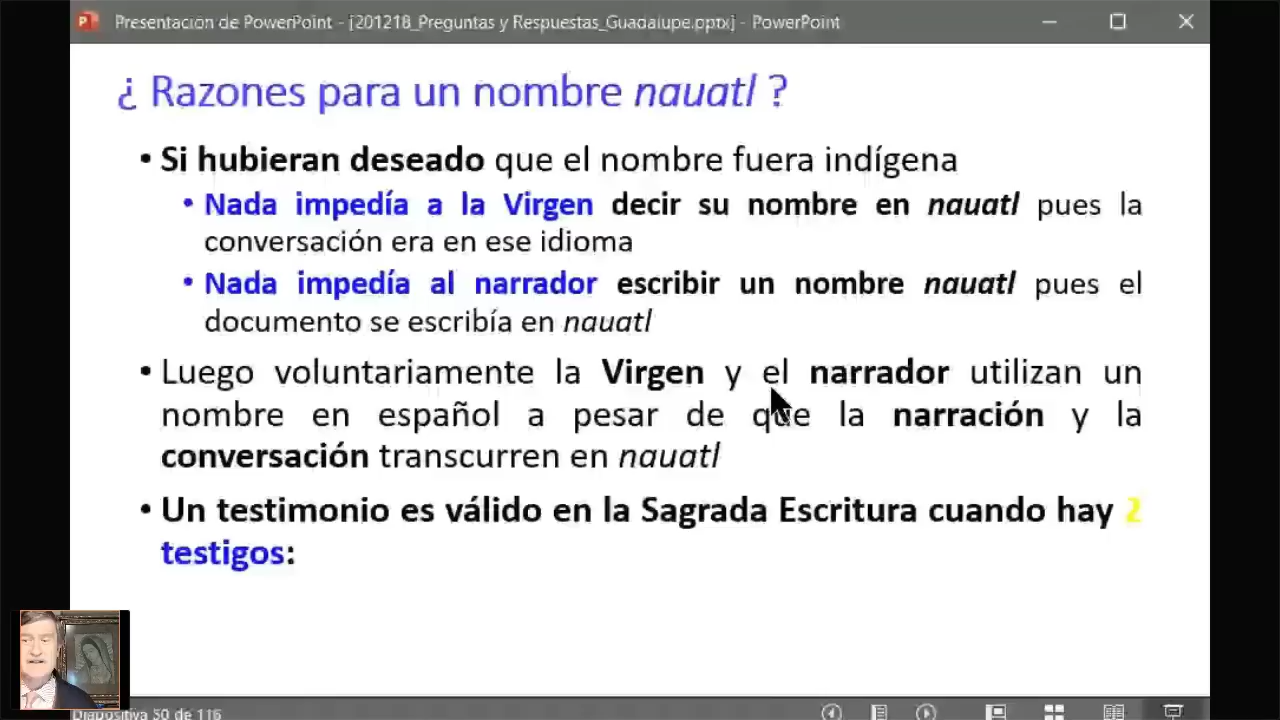 Presentación de PowerPoint - [201218_Preguntas y Respuestas_Guadalupe.pptx] - PowerPoint
¿ Razones para un nombre nauatl ?
• Si hubieran deseado que el nombre fuera indígena
• Nada impedía a la Virgen decir su nombre en nauatl pues la
conversación era en ese idioma
• Nada impedía al narrador escribir un nombre nauatl pues el
documento se escribía en nauatl
• Luego voluntariamente la Virgen y el narrador utilizan un
nombre en español a pesar de que la narración y la
conversación transcurren en nauatl
• Un testimonio es válido en la Sagrada Escritura cuando hay 2
testigos:
Diapositiva 50 de 116